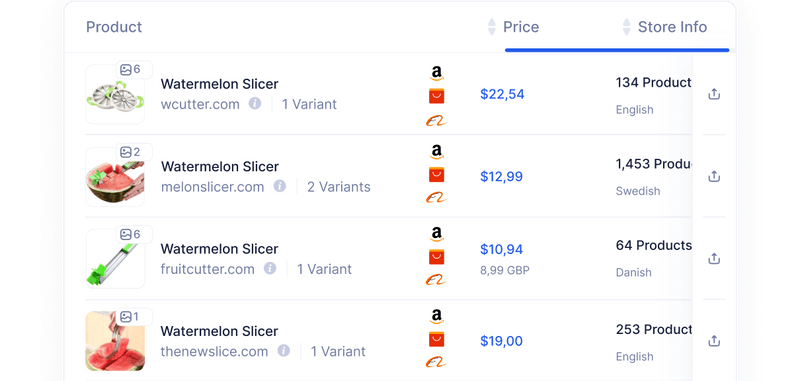 Product Price Store Info
6
Watermelon Slicer
wcutter.com i 1 Variant
a
$22,54
134 Product
English
2
Watermelon Slicer
melonslicer.com i 2 Variants
a
$12,99
1,453 Produ
Swedish
6
Watermelon Slicer
fruitcutter.com i 1 Variant
a
$10,94
8,99 GBP
64 Products
Danish
1
Watermelon Slicer
thenewslice.com i 1 Variant
a
$19,00
253 Product
English